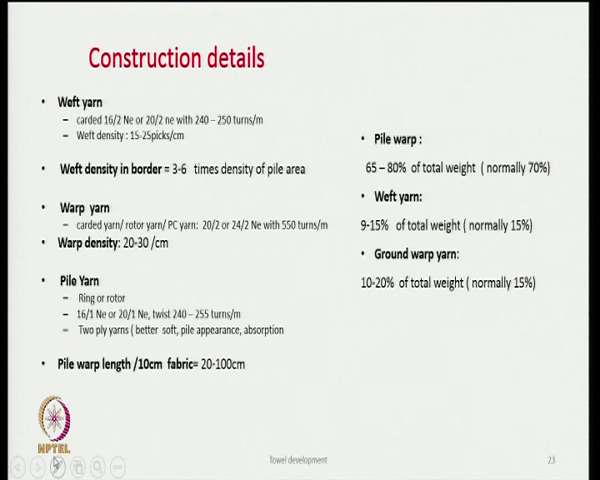 Construction details
• Weft yarn
– carded 16/2 Ne or 20/2 ne with 240 – 250 turns/m
– Weft density : 15-25picks/cm
• Weft density in border = 3-6 times density of pile area
• Warp yarn
– carded yarn/ rotor yarn/ PC yarn: 20/2 or 24/2 Ne with 550 turns/m
• Warp density: 20-30 /cm
• Pile Yarn
– Ring or rotor
– 16/1 Ne or 20/1 Ne, twist 240 – 255 turns/m
– Two ply yarns ( better soft, pile appearance, absorption
• Pile warp length /10cm fabric= 20-100cm
• Pile warp :
65 – 80% of total weight ( normally 70%)
• Weft yarn:
9-15% of total weight ( normally 15%)
• Ground warp yarn:
10-20% of total weight ( normally 15%)
NPTEL
Towel development
23